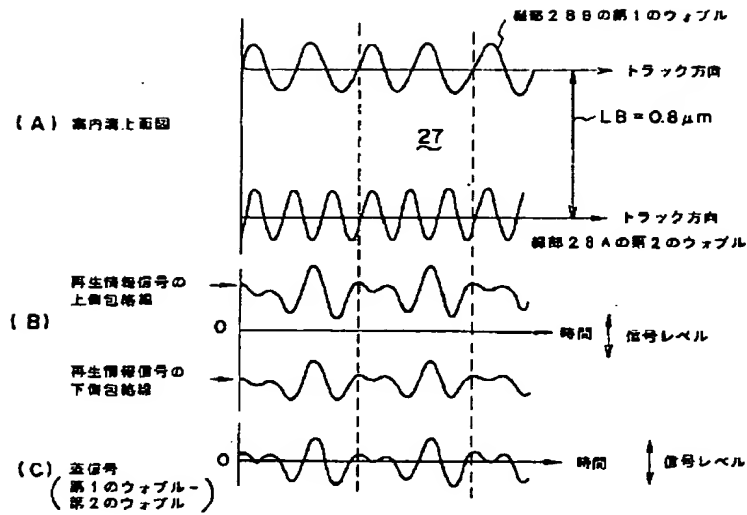 縁部28Bの第1のウォブル
トラック方向
(A) 案内溝上面図
LB=0.8μm
27
トラック方向
縁部28Aの第2のウォブル
再生情報信号の
上側包絡線
(B)
0
時間
信号レベル
再生情報信号の
下側包絡線
0
時間
信号レベル
(C) 差信号
(第1のウォブル-
第2のウォブル)